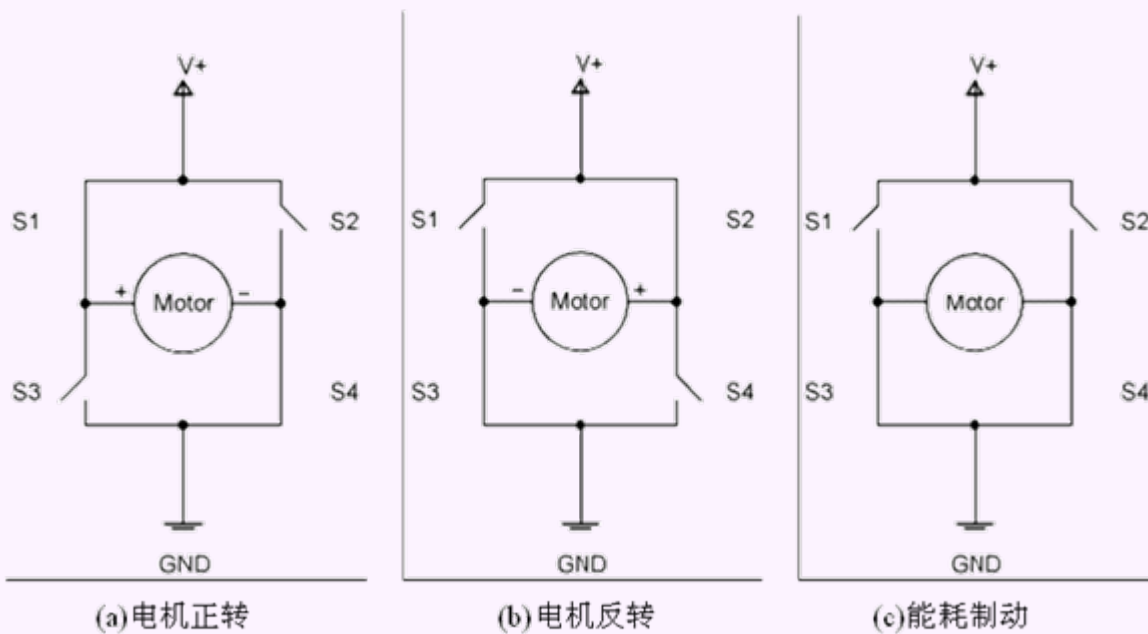 V+
S1
S2
+
Motor
-
S3
S4
GND
(a)电机正转
V+
S1
S2
-
Motor
+
S3
S4
GND
(b)电机反转
V+
S1
S2
Motor
S3
S4
GND
(c)能耗制动